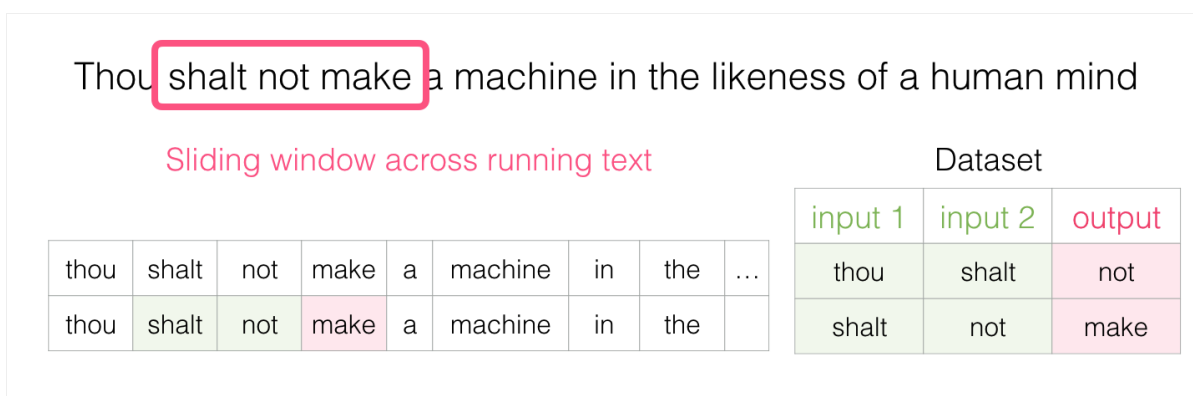 Thou shalt not make a machine in the likeness of a human mind
Sliding window across running text
thou shalt not make a machine in the ...
thou shalt not make a machine in the
Dataset
input 1 input 2 output
thou shalt not
shalt not make